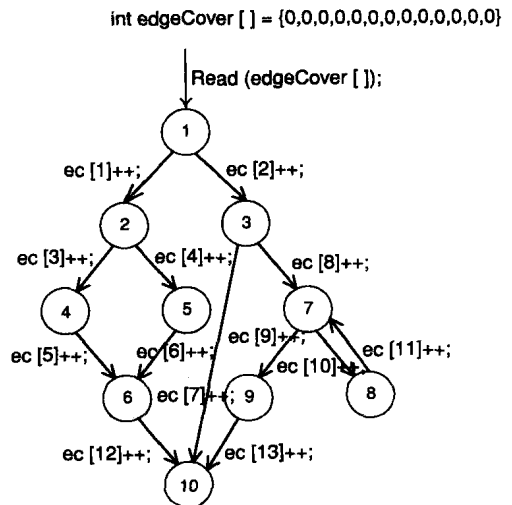 int edgeCover [ ] = {0,0,0,0,0,0,0,0,0,0,0,0,0}
Read (edgeCover [ ]);
1
ec [1]++; ec [2]++;
2 3
ec [3]++; ec [4]++; ec [8]++;
4 5 7
ec [5]++; ec [6]++; ec [9]++; ec [10]++; ec [11]++;
6 ec [7]++; 9 8
ec [12]++; ec [13]++;
10